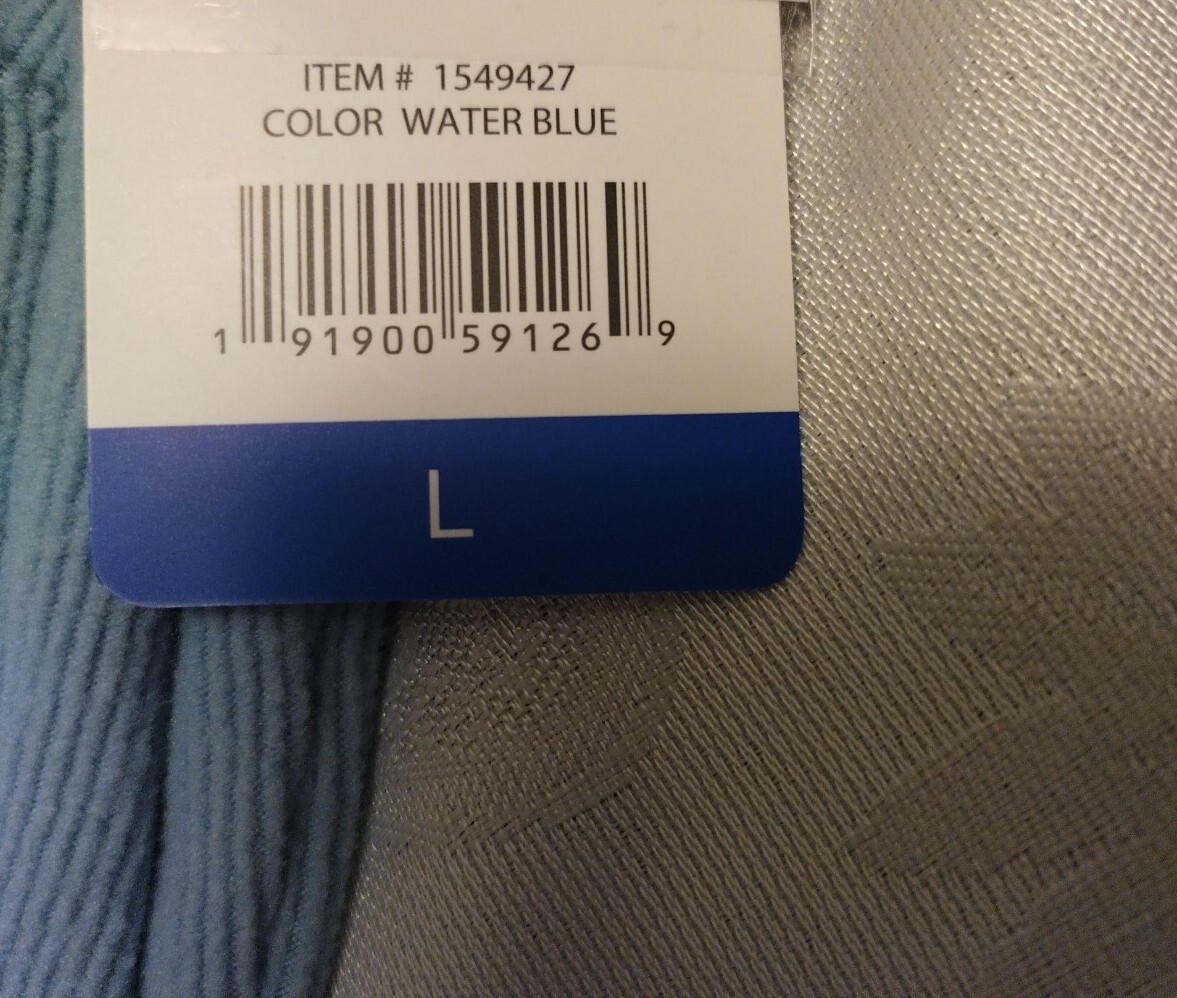 ITEM # 1549427
COLOR WATER BLUE
1 91900 59126 9
L